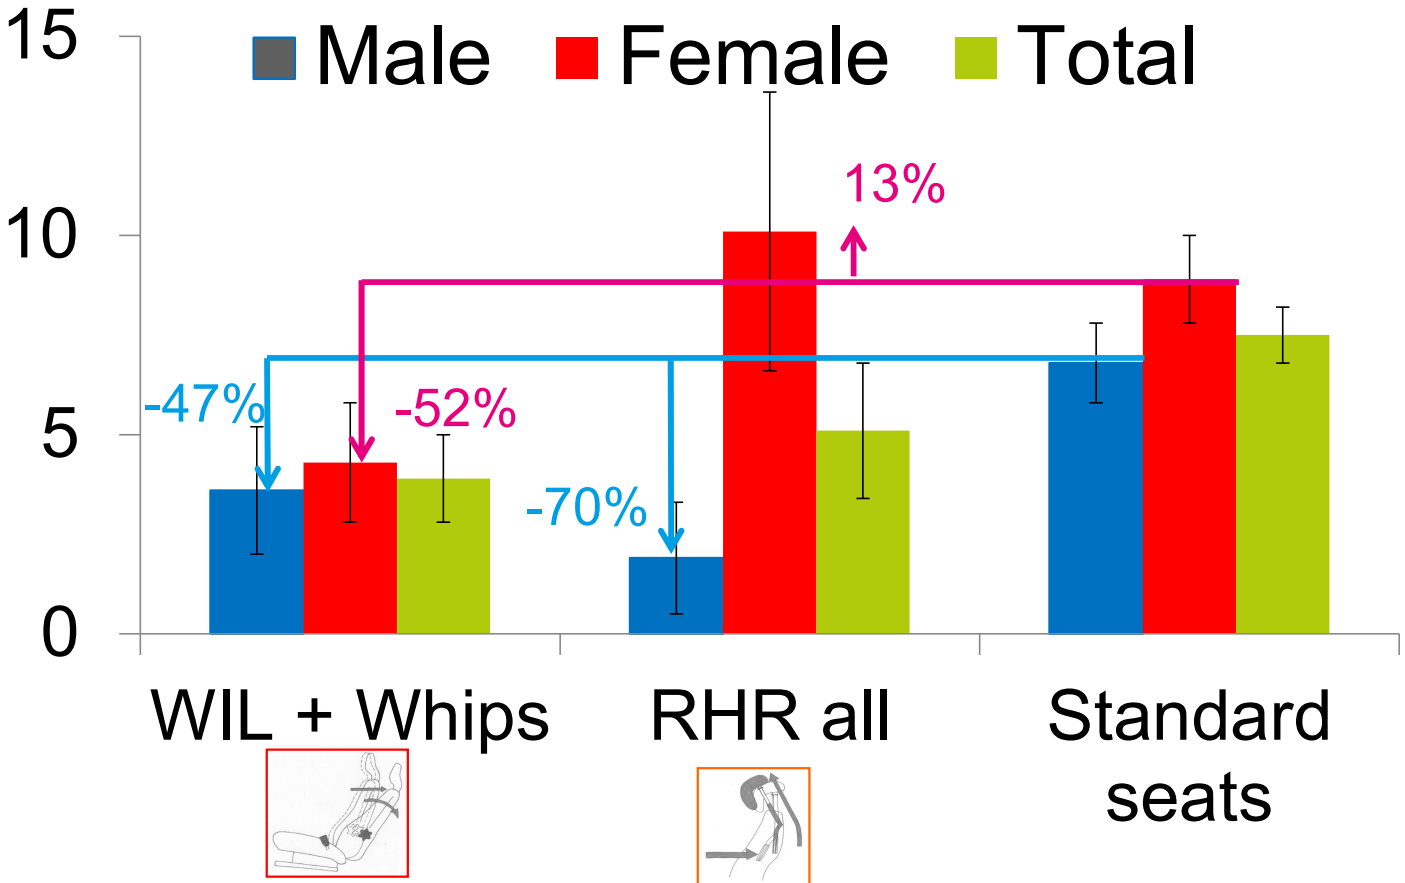 15
Male Female Total
13%
10
-47%
-52%
5
-70%
0
WIL + Whips RHR all Standard
seats